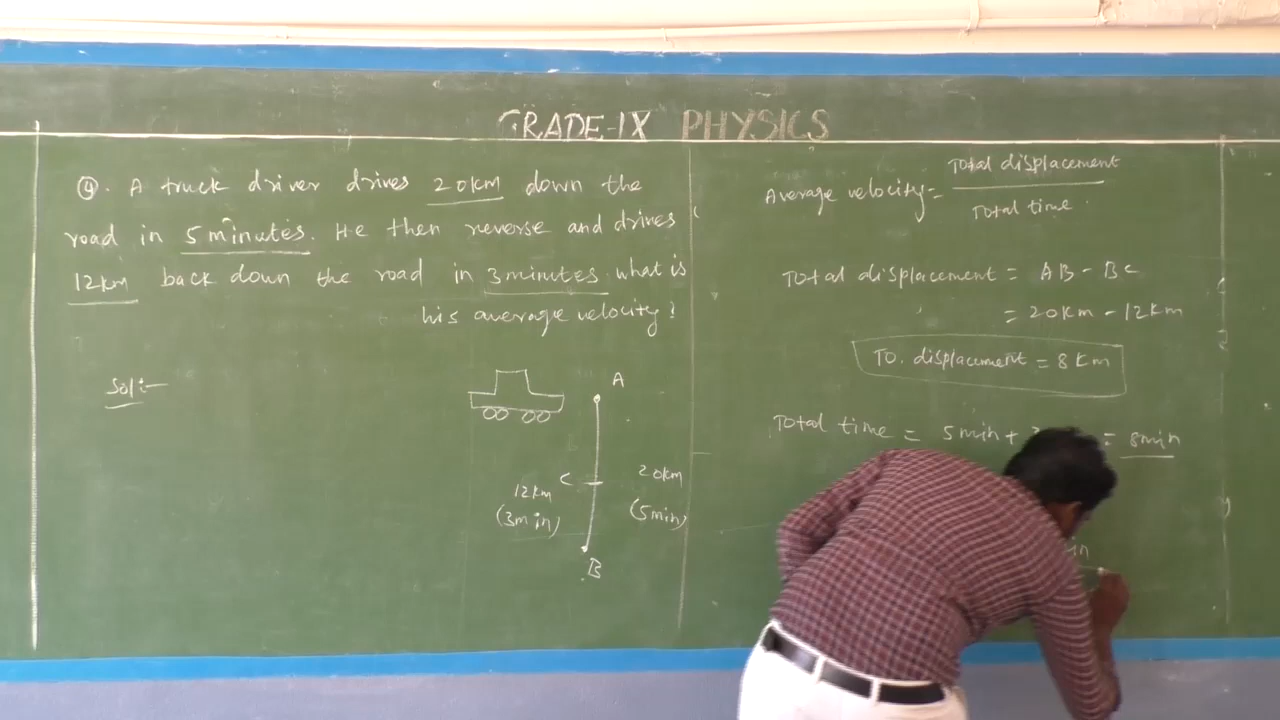 GRADE-IX PHYSICS
④. A truck driver drives 20km down the
road in 5 minutes. He then reverse and drives
12km back down the road in 3 minutes. what is
his average velocity?
Sol:-
A
C
12km
(3min)
20km
(5min)
B
Average velocity = Total displacement
Total time.
Total displacement = AB - BC
= 20km - 12km
To. displacement = 8 km
Total time = 5min + = 8min